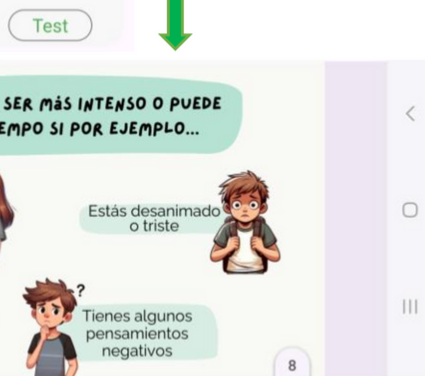 Test
SER MÁS INTENSO O PUEDE
EMPO SI POR EJEMPLO...
Estás desanimado
o triste
?
Tienes algunos
pensamientos
negativos
8